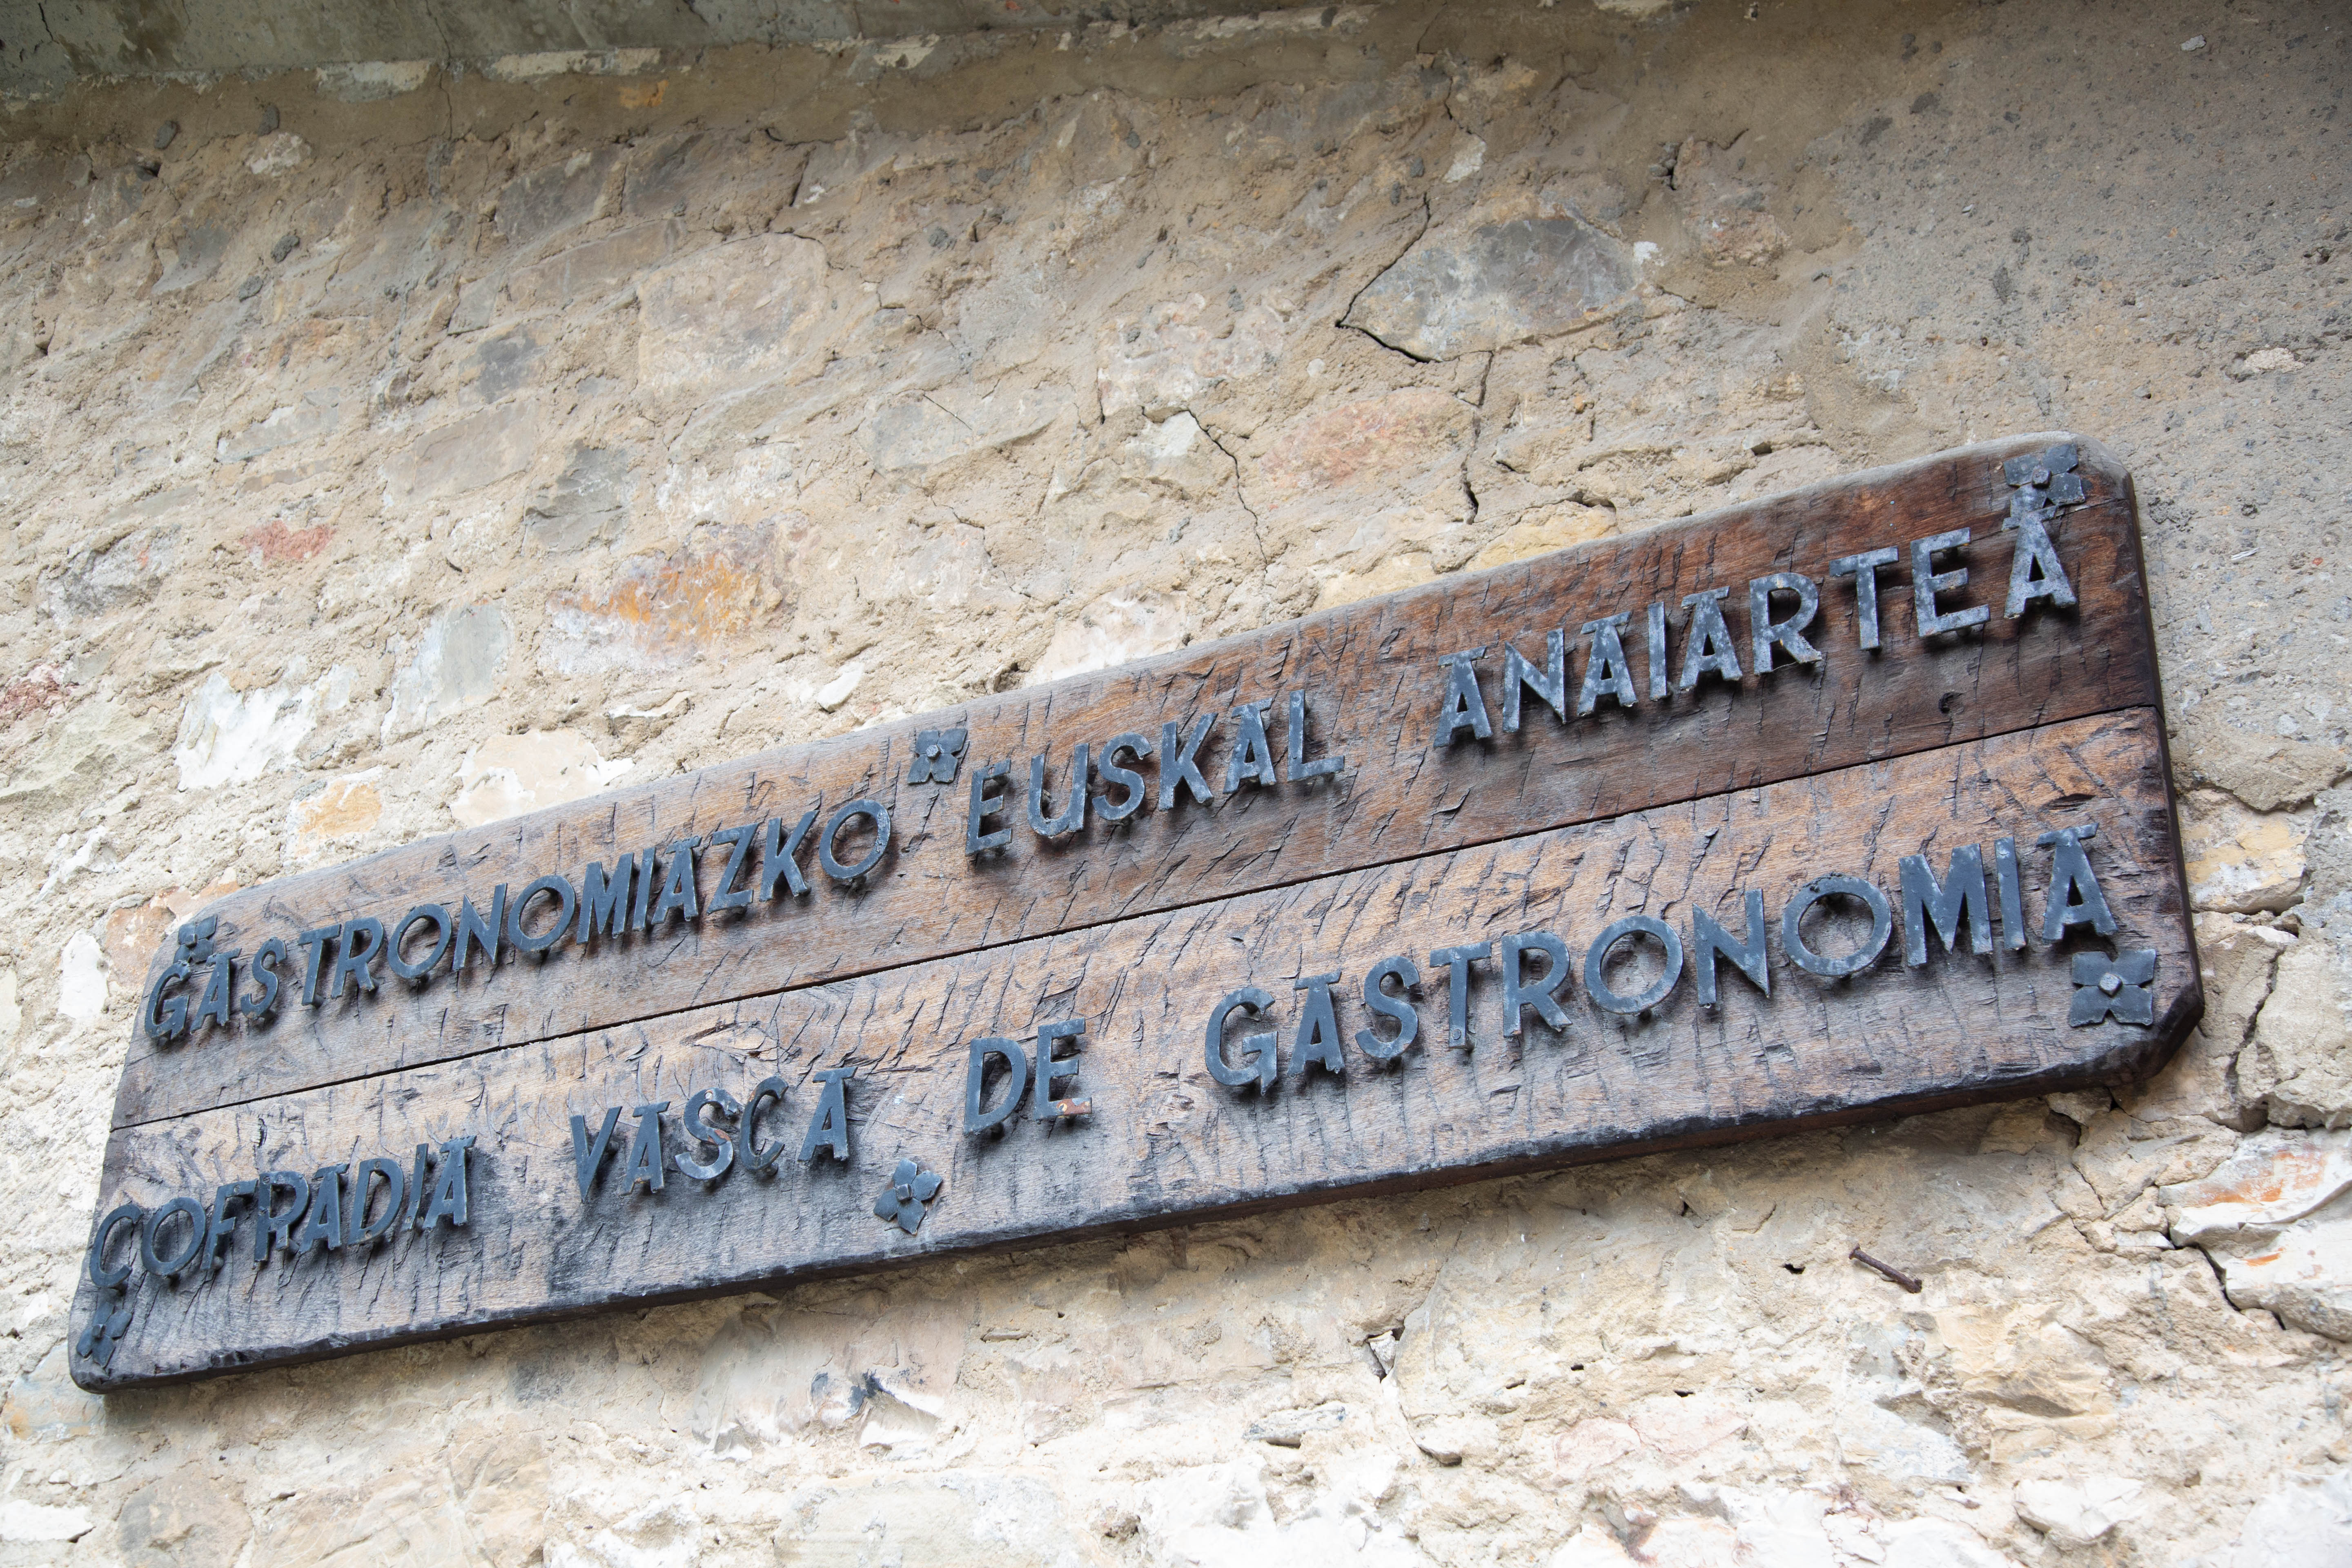 GASTRONOMIAZKO EUSKAL ANAIARTEA
COFRADIA VASCA DE GASTRONOMIA